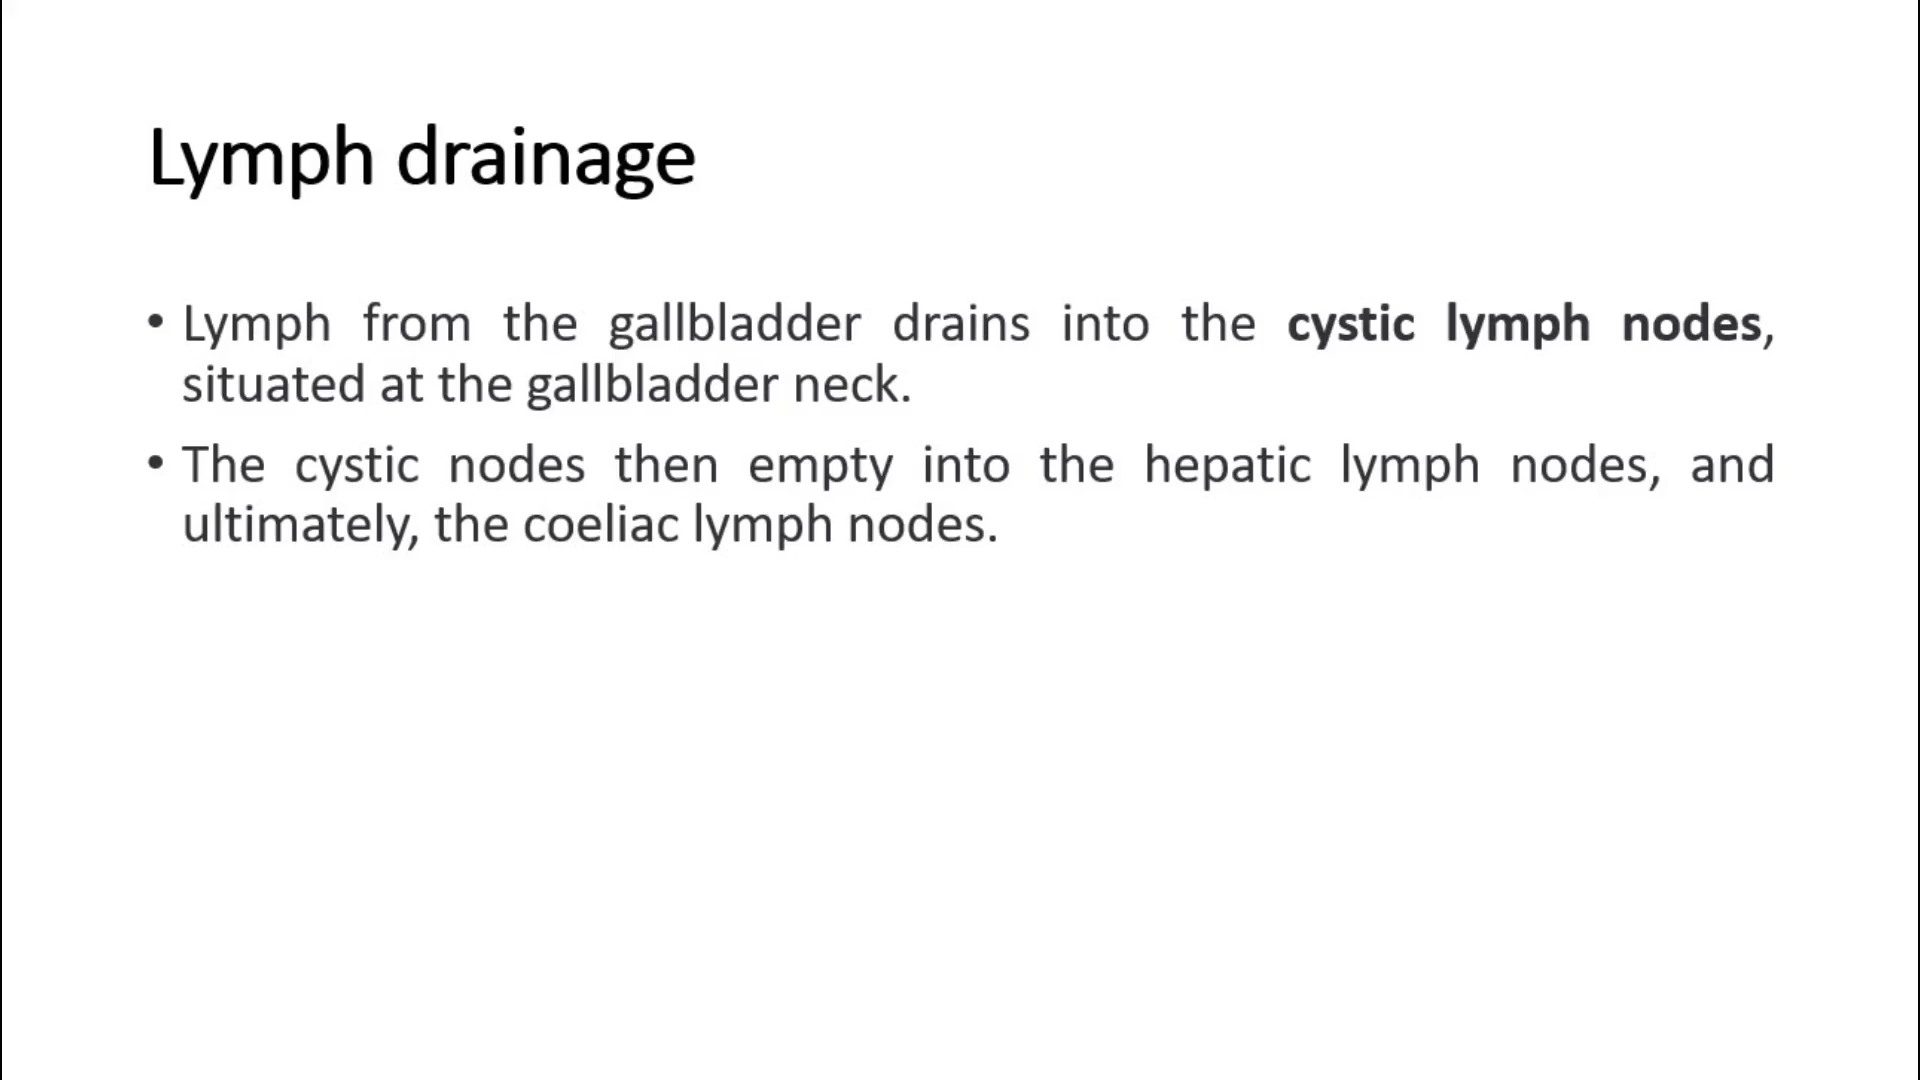 Lymph drainage
• Lymph from the gallbladder drains into the cystic lymph nodes,
situated at the gallbladder neck.
• The cystic nodes then empty into the hepatic lymph nodes, and
ultimately, the coeliac lymph nodes.